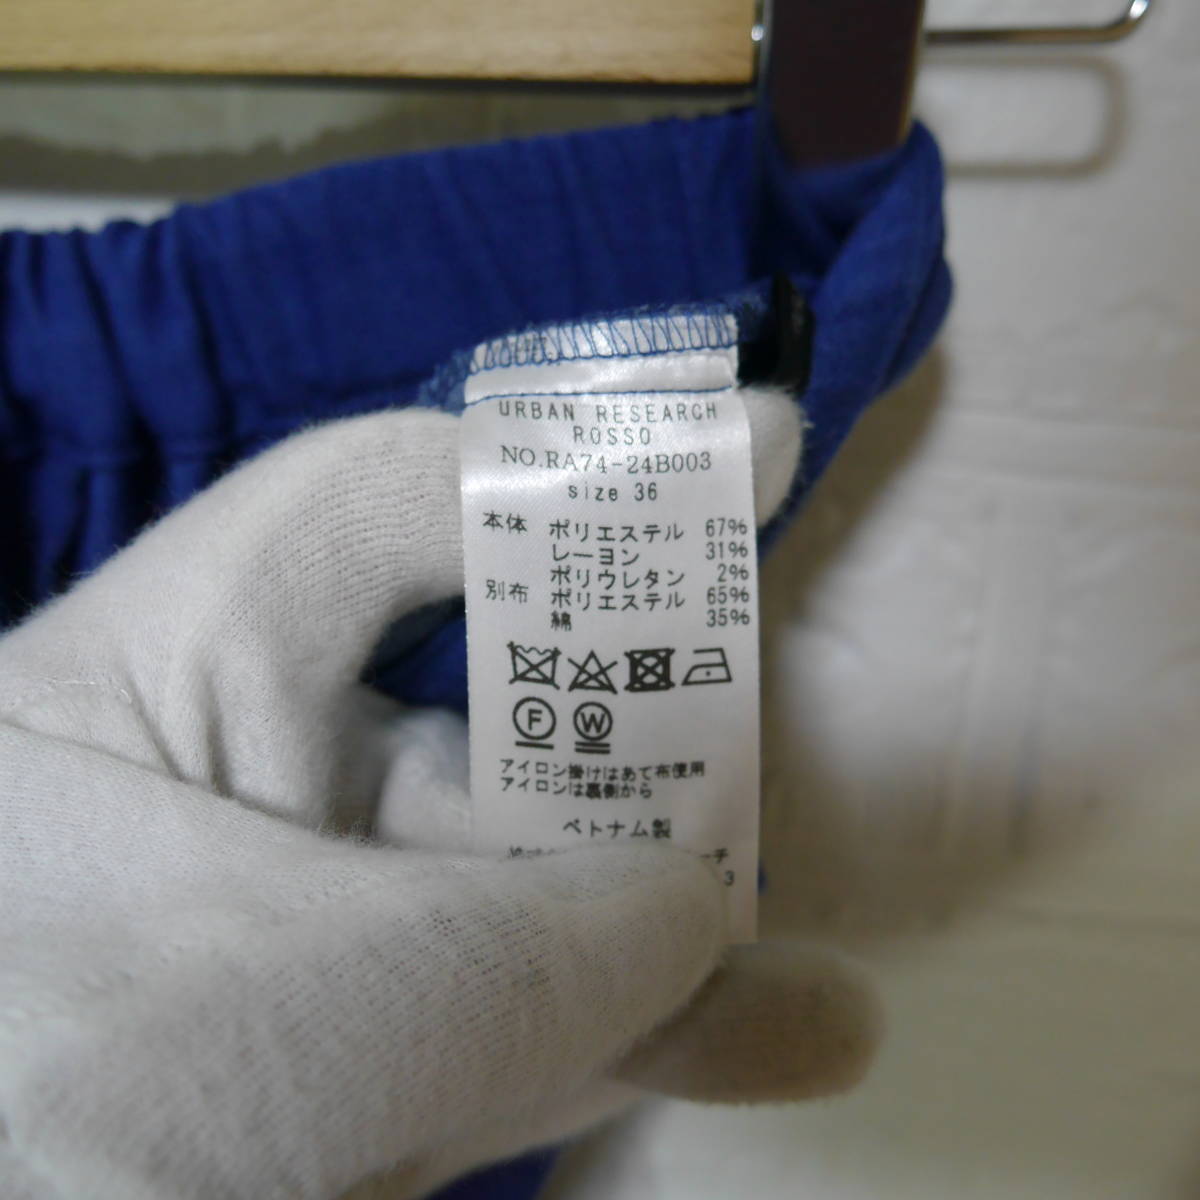 URBAN RESEARCH
ROSSO
NO.RA74-24B003
size 36
本体 ポリエステル 67%
レーヨン 31%
ポリウレタン 2%
別布 ポリエステル 65%
綿 35%
F W
アイロン掛けはあて布使用
アイロンは裏側から
ベトナム製
ーチ
3